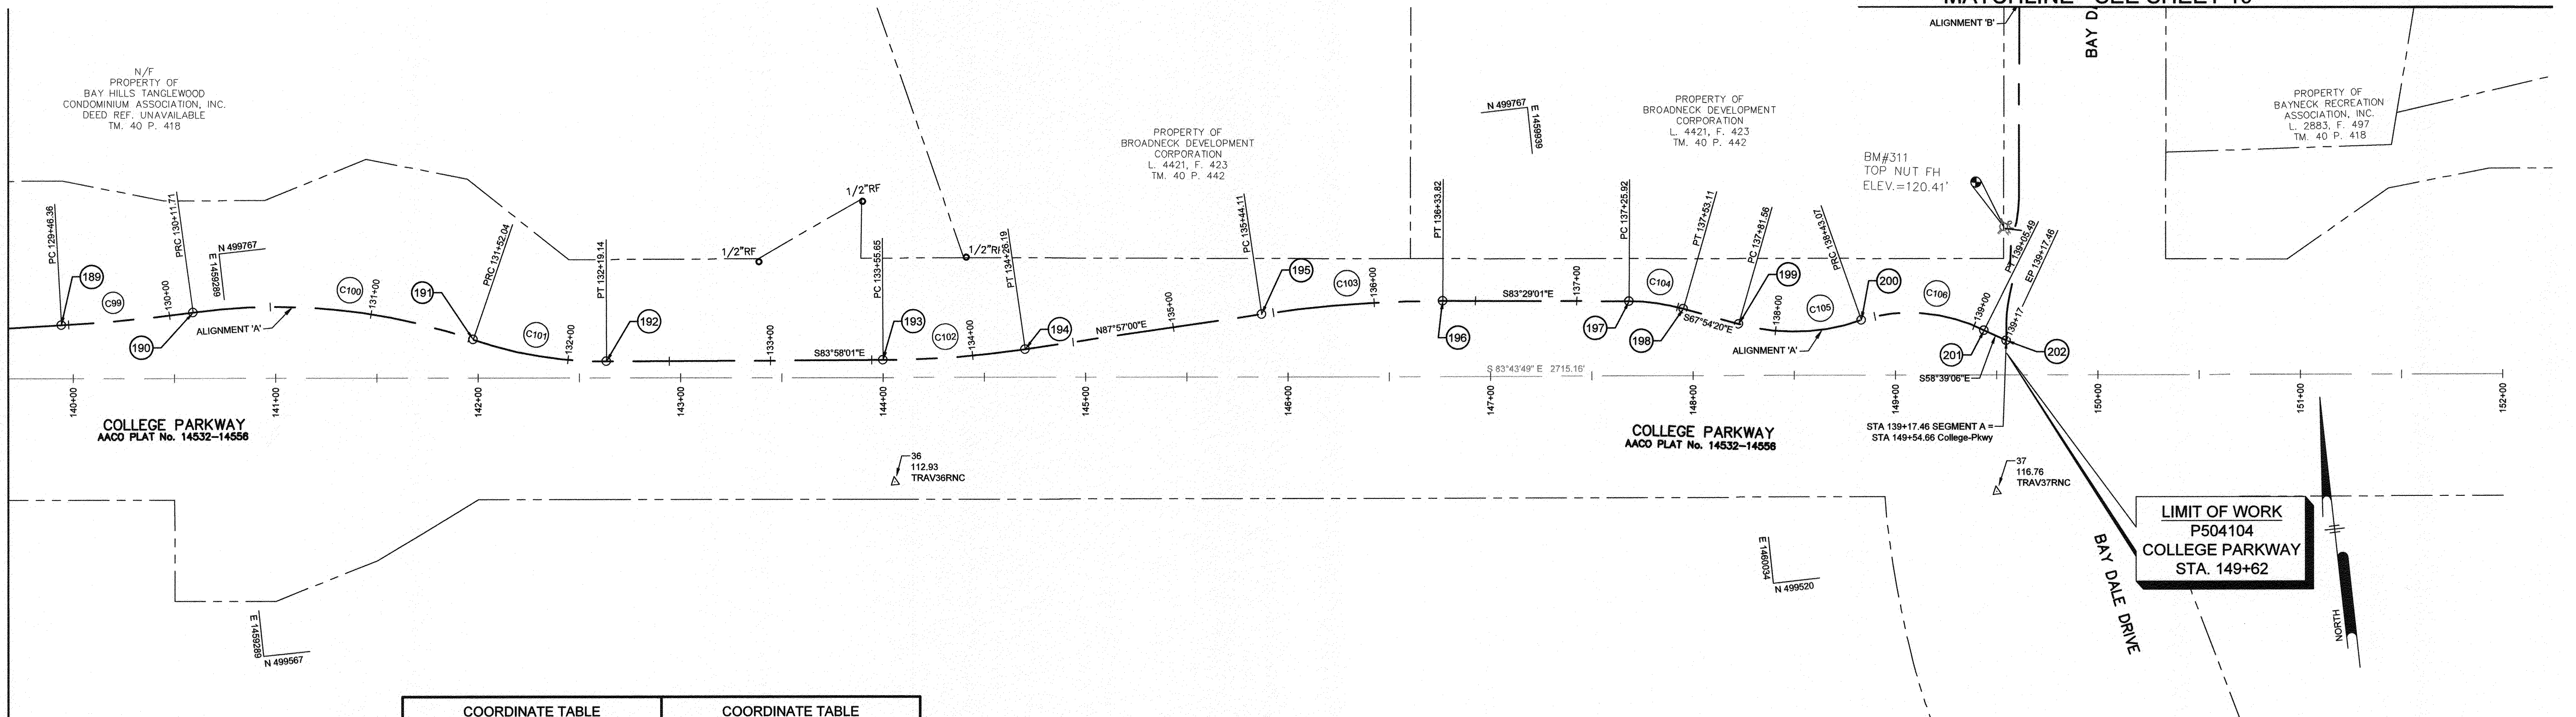 MATCHLINE - SEE SHEET
ALIGNMENT 'B'
BAY
N/F
PROPERTY OF
BAY HILLS TANGLEWOOD
CONDOMINIUM ASSOCIATION, INC.
DEED REF. UNAVAILABLE
TM. 40 P. 418
PROPERTY OF
BROADNECK DEVELOPMENT
CORPORATION
L. 4421, F. 423
TM. 40 P. 442
N 499767
E 1459939
PROPERTY OF
BROADNECK DEVELOPMENT
CORPORATION
L. 4421, F. 423
TM. 40 P. 442
PROPERTY OF
BAYNECK RECREATION
ASSOCIATION, INC.
L. 2883, F. 497
TM. 40 P. 418
BM#311
TOP NUT FH
ELEV.=120.41'
1/2"RF
1/2"RF
1/2"RF
N 499767
E 1459289
PC 129+46.36
PRC 130+11.71
PRC 131+52.04
PT 132+19.14
PC 133+55.65
PT 134+26.19
PC 135+44.11
PT 136+33.82
PC 137+25.92
PT 137+53.11
PC 137+81.56
PRC 138+43.07
PT 139+05.49
EP 139+17.46
189
C99
130+00
190
ALIGNMENT 'A'
C100
131+00
191
C101
132+00
192
133+00
S83°58'01"E
193
C102
134+00
194
N87°57'00"E
135+00
195
C103
136+00
196
S83°29'01"E
137+00
197
C104
198
S67°54'20"E
199
138+00
C105
ALIGNMENT 'A'
200
C106
139+00
201
139+17
202
S58°39'06"E
S 83°43'49" E 2715.16'
140+00
141+00
142+00
143+00
144+00
145+00
146+00
147+00
148+00
149+00
150+00
151+00
152+00
COLLEGE PARKWAY
AACO PLAT No. 14532-14556
COLLEGE PARKWAY
AACO PLAT No. 14532-14556
STA 139+17.46 SEGMENT A =
STA 149+54.66 College-Pkwy
36
112.93
TRAV36RNC
37
116.76
TRAV37RNC
LIMIT OF WORK
P504104
COLLEGE PARKWAY
STA. 149+62
BAY DALE DRIVE
E 1460034
N 499520
E 1459289
N 499567
NORTH
COORDINATE TABLE
COORDINATE TABLE